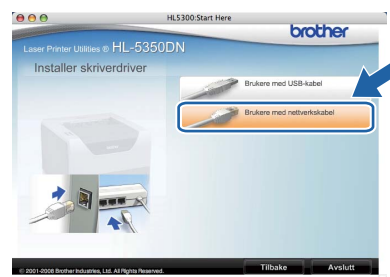 HL5300:Start Here
brother
Laser Printer Utilities ® HL-5350DN
Installer skriverdriver
Brukere med USB-kabel
Brukere med nettverkskabel
© 2001-2008 Brother Industries, Ltd. All Rights Reserved.
Tilbake
Avslutt